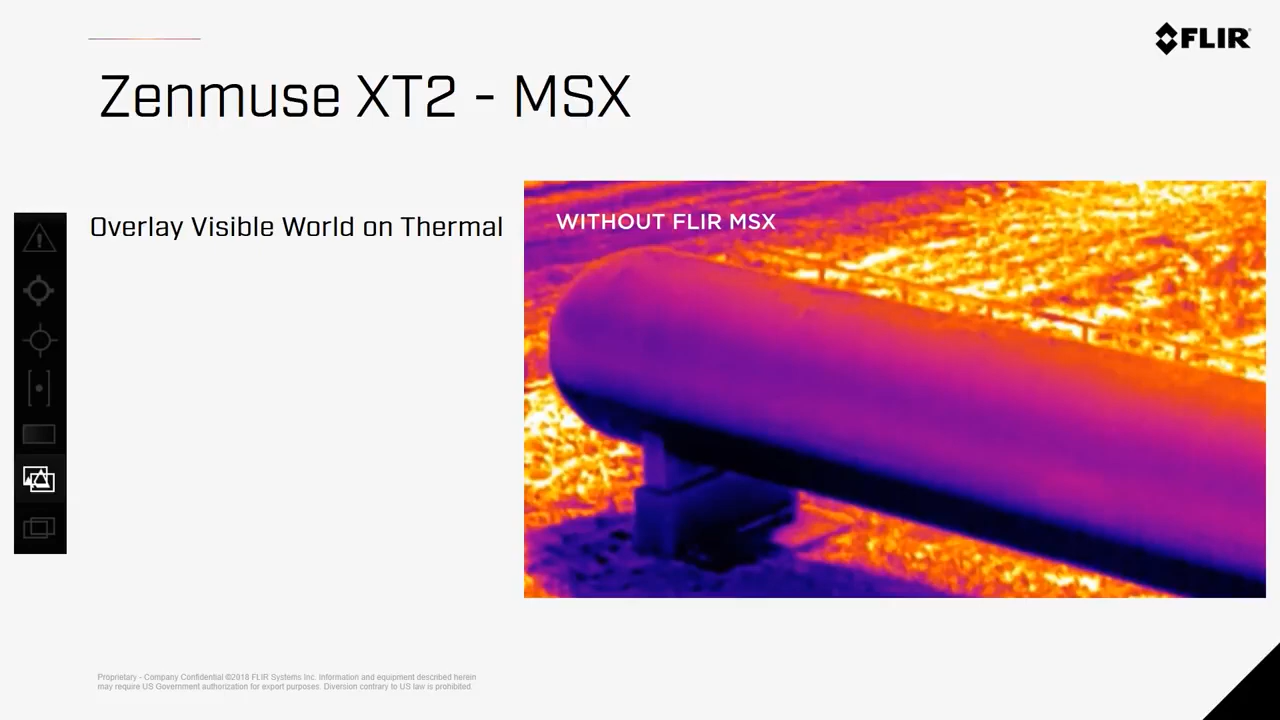 FLIR
Zenmuse XT2 - MSX
Overlay Visible World on Thermal
WITHOUT FLIR MSX
Proprietary - Company Confidential ©2018 FLIR Systems Inc. Information and equipment described herein
may require US Government authorization for export purposes. Diversion contrary to US law is prohibited.